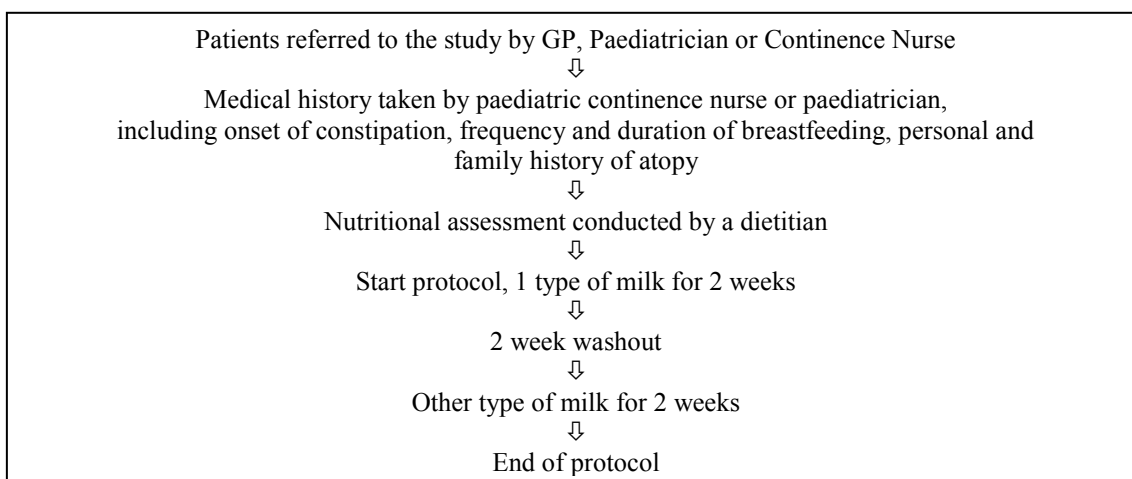 Patients referred to the study by GP, Paediatrician or Continence Nurse
⇩
Medical history taken by paediatric continence nurse or paediatrician,
including onset of constipation, frequency and duration of breastfeeding, personal and
family history of atopy
⇩
Nutritional assessment conducted by a dietitian
⇩
Start protocol, 1 type of milk for 2 weeks
⇩
2 week washout
⇩
Other type of milk for 2 weeks
⇩
End of protocol